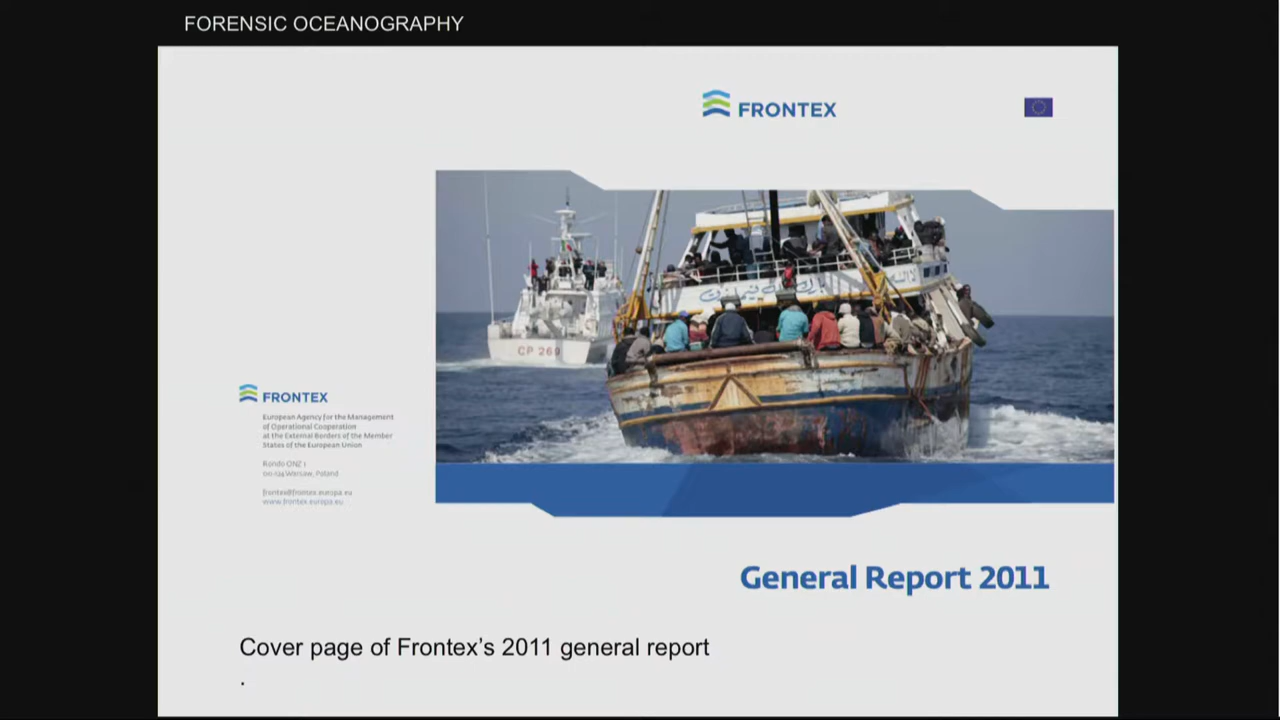 FORENSIC OCEANOGRAPHY
FRONTEX
CP 269
FRONTEX
European Agency for the Management
of Operational Cooperation
at the External Borders of the Member
States of the European Union
Rondo ONZ 1
00-124 Warsaw, Poland
frontex@frontex.europa.eu
www.frontex.europa.eu
General Report 2011
Cover page of Frontex’s 2011 general report
.